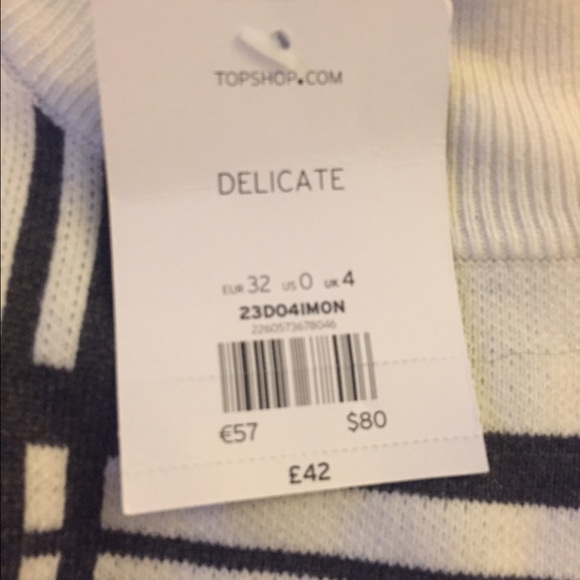 TOPSHOP.COM
DELICATE
EUR 32 US 0 UK 4
23D04IMON
2260573678046
€57 $80
£42